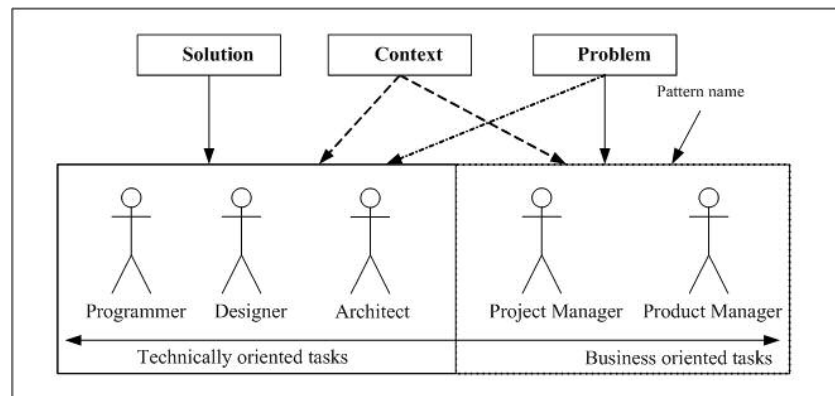 Solution
Context
Problem
Pattern name
Programmer
Designer
Architect
Project Manager
Product Manager
Technically oriented tasks
Business oriented tasks